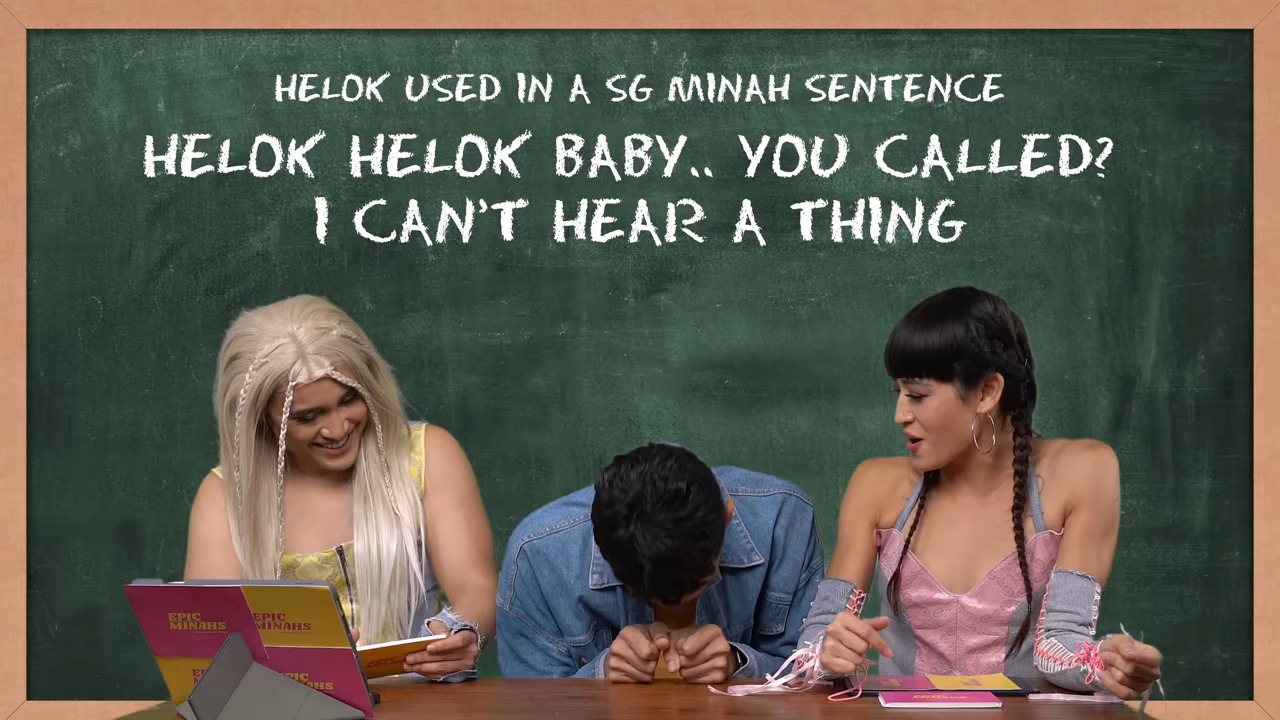 HELOK USED IN A SG MINAH SENTENCE
HELOK HELOK BABY.. YOU CALLED?
I CAN'T HEAR A THING
EPIC
MINAHS
EPIC
MINAHS